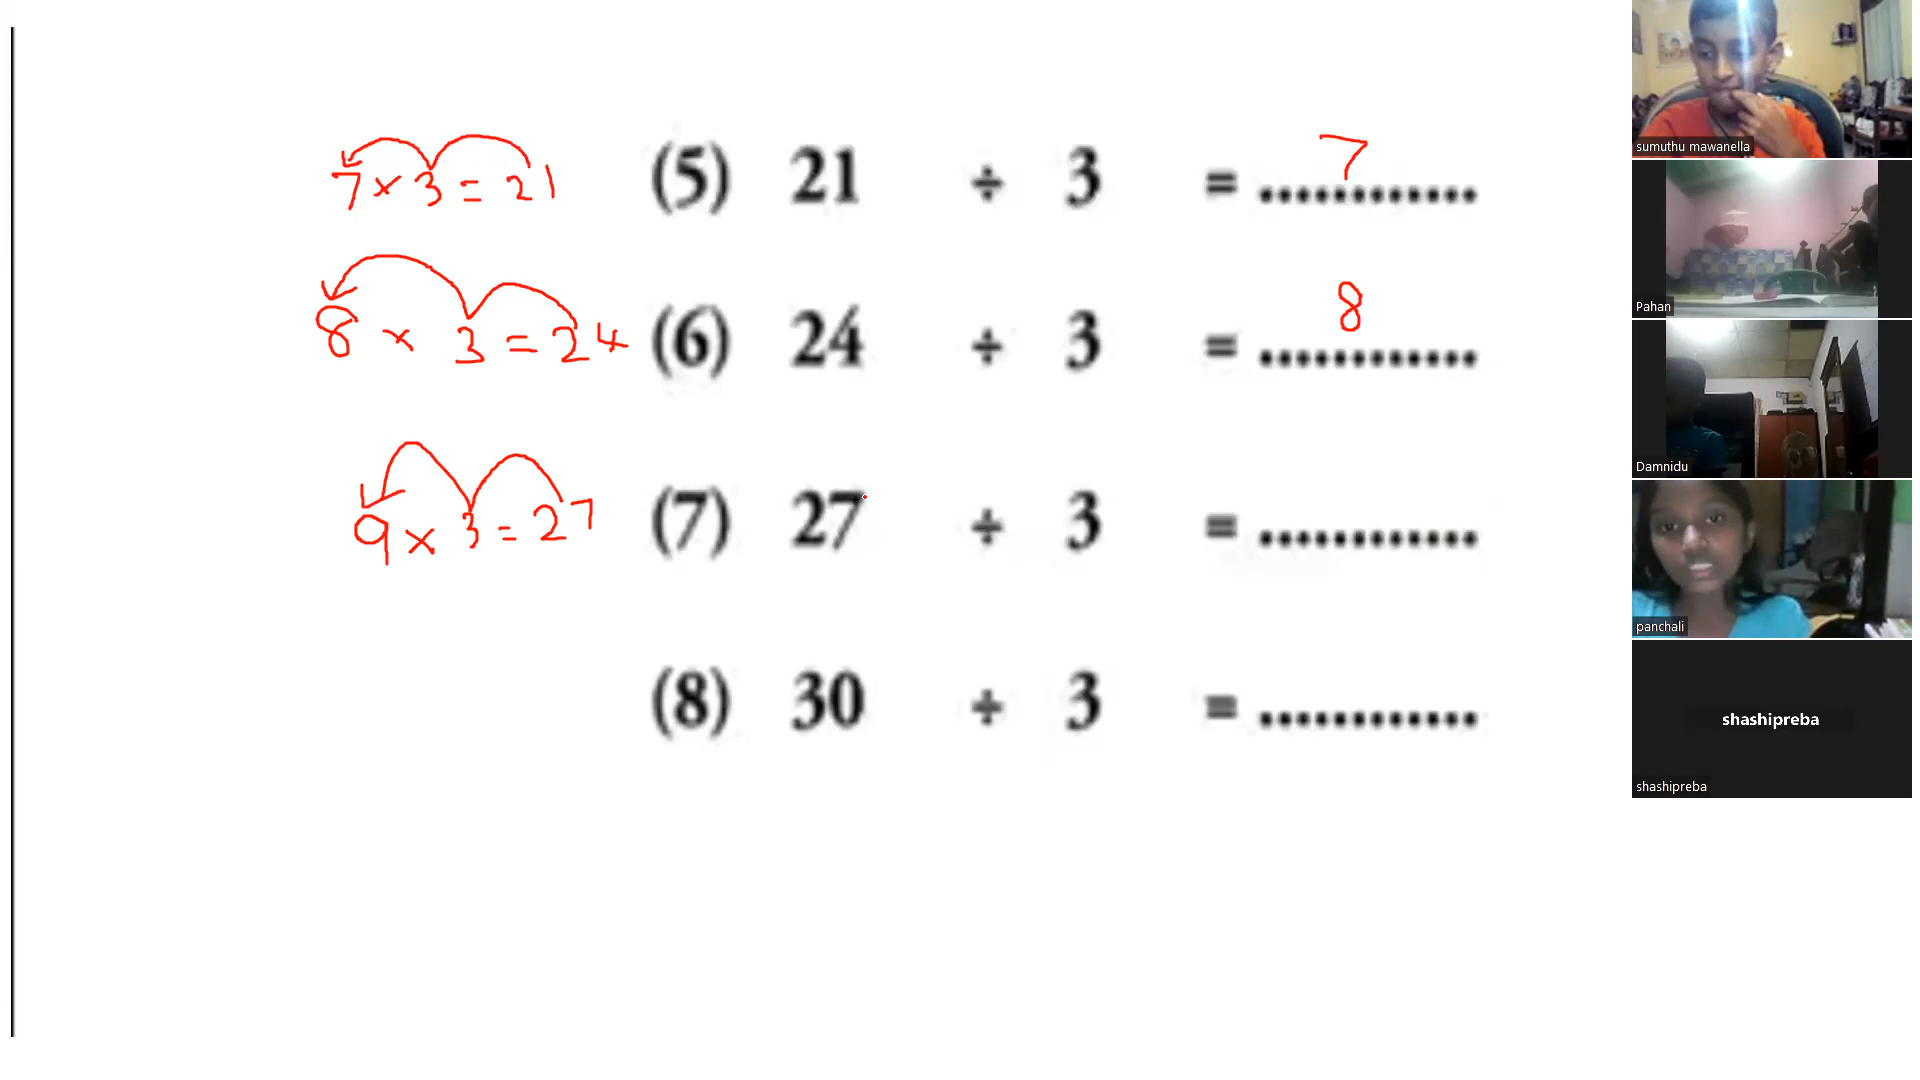 7 × 3 = 21 (5) 21 ÷ 3 = ............ 7
8 × 3 = 24 (6) 24 ÷ 3 = ............ 8
9 × 3 = 27 (7) 27 ÷ 3 = ............
(8) 30 ÷ 3 = ............
sumuthu mawanella
Pahan
Damnidu
panchali
shashipreba
shashipreba